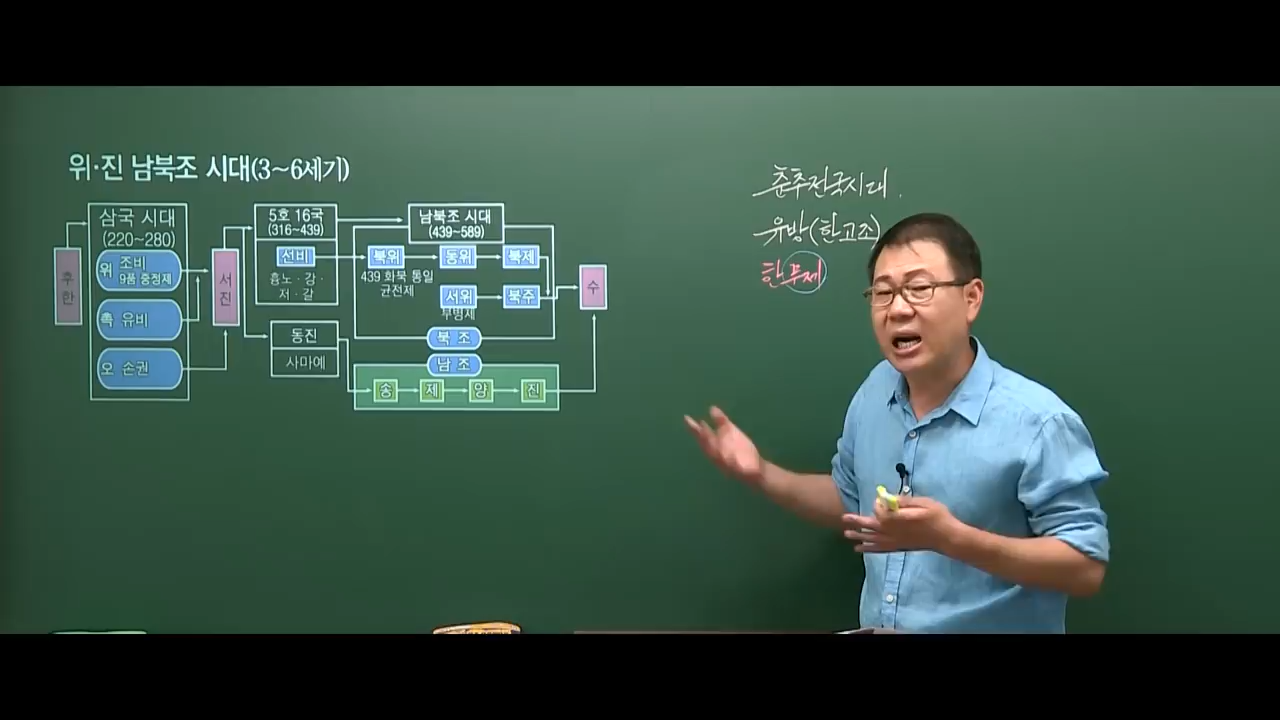 위·진 남북조 시대(3~6세기)
후한
삼국 시대
(220~280)
위 조비
9품 중정제
촉 유비
오 손권
서진
5호 16국
(316~439)
선비
흉노·강·
저·갈
동진
사마예
남북조 시대
(439~589)
북위
439 화북 통일
균전제
동위
북제
서위
부병제
북주
북 조
남 조
송
제
양
진
수
춘추전국시대.
유방(한고조)
한무제